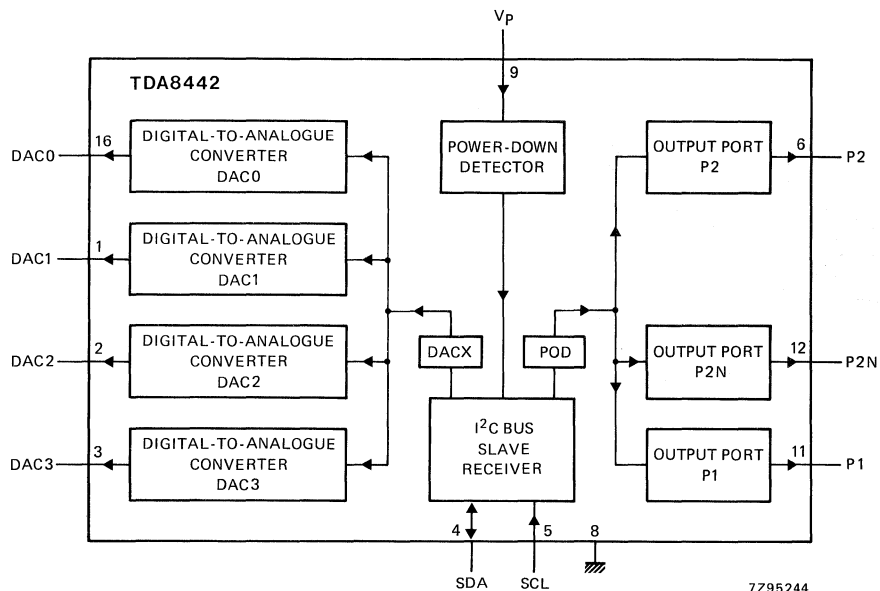 VP
9
TDA8442
DAC0
16
DIGITAL-TO-ANALOGUE
CONVERTER
DAC0
POWER-DOWN
DETECTOR
OUTPUT PORT
P2
6
P2
DAC1
1
DIGITAL-TO-ANALOGUE
CONVERTER
DAC1
DAC2
2
DIGITAL-TO-ANALOGUE
CONVERTER
DAC2
DACX
POD
OUTPUT PORT
P2N
12
P2N
DAC3
3
DIGITAL-TO-ANALOGUE
CONVERTER
DAC3
I²C BUS
SLAVE
RECEIVER
OUTPUT PORT
P1
11
P1
4
5
8
SDA
SCL
7Z95244